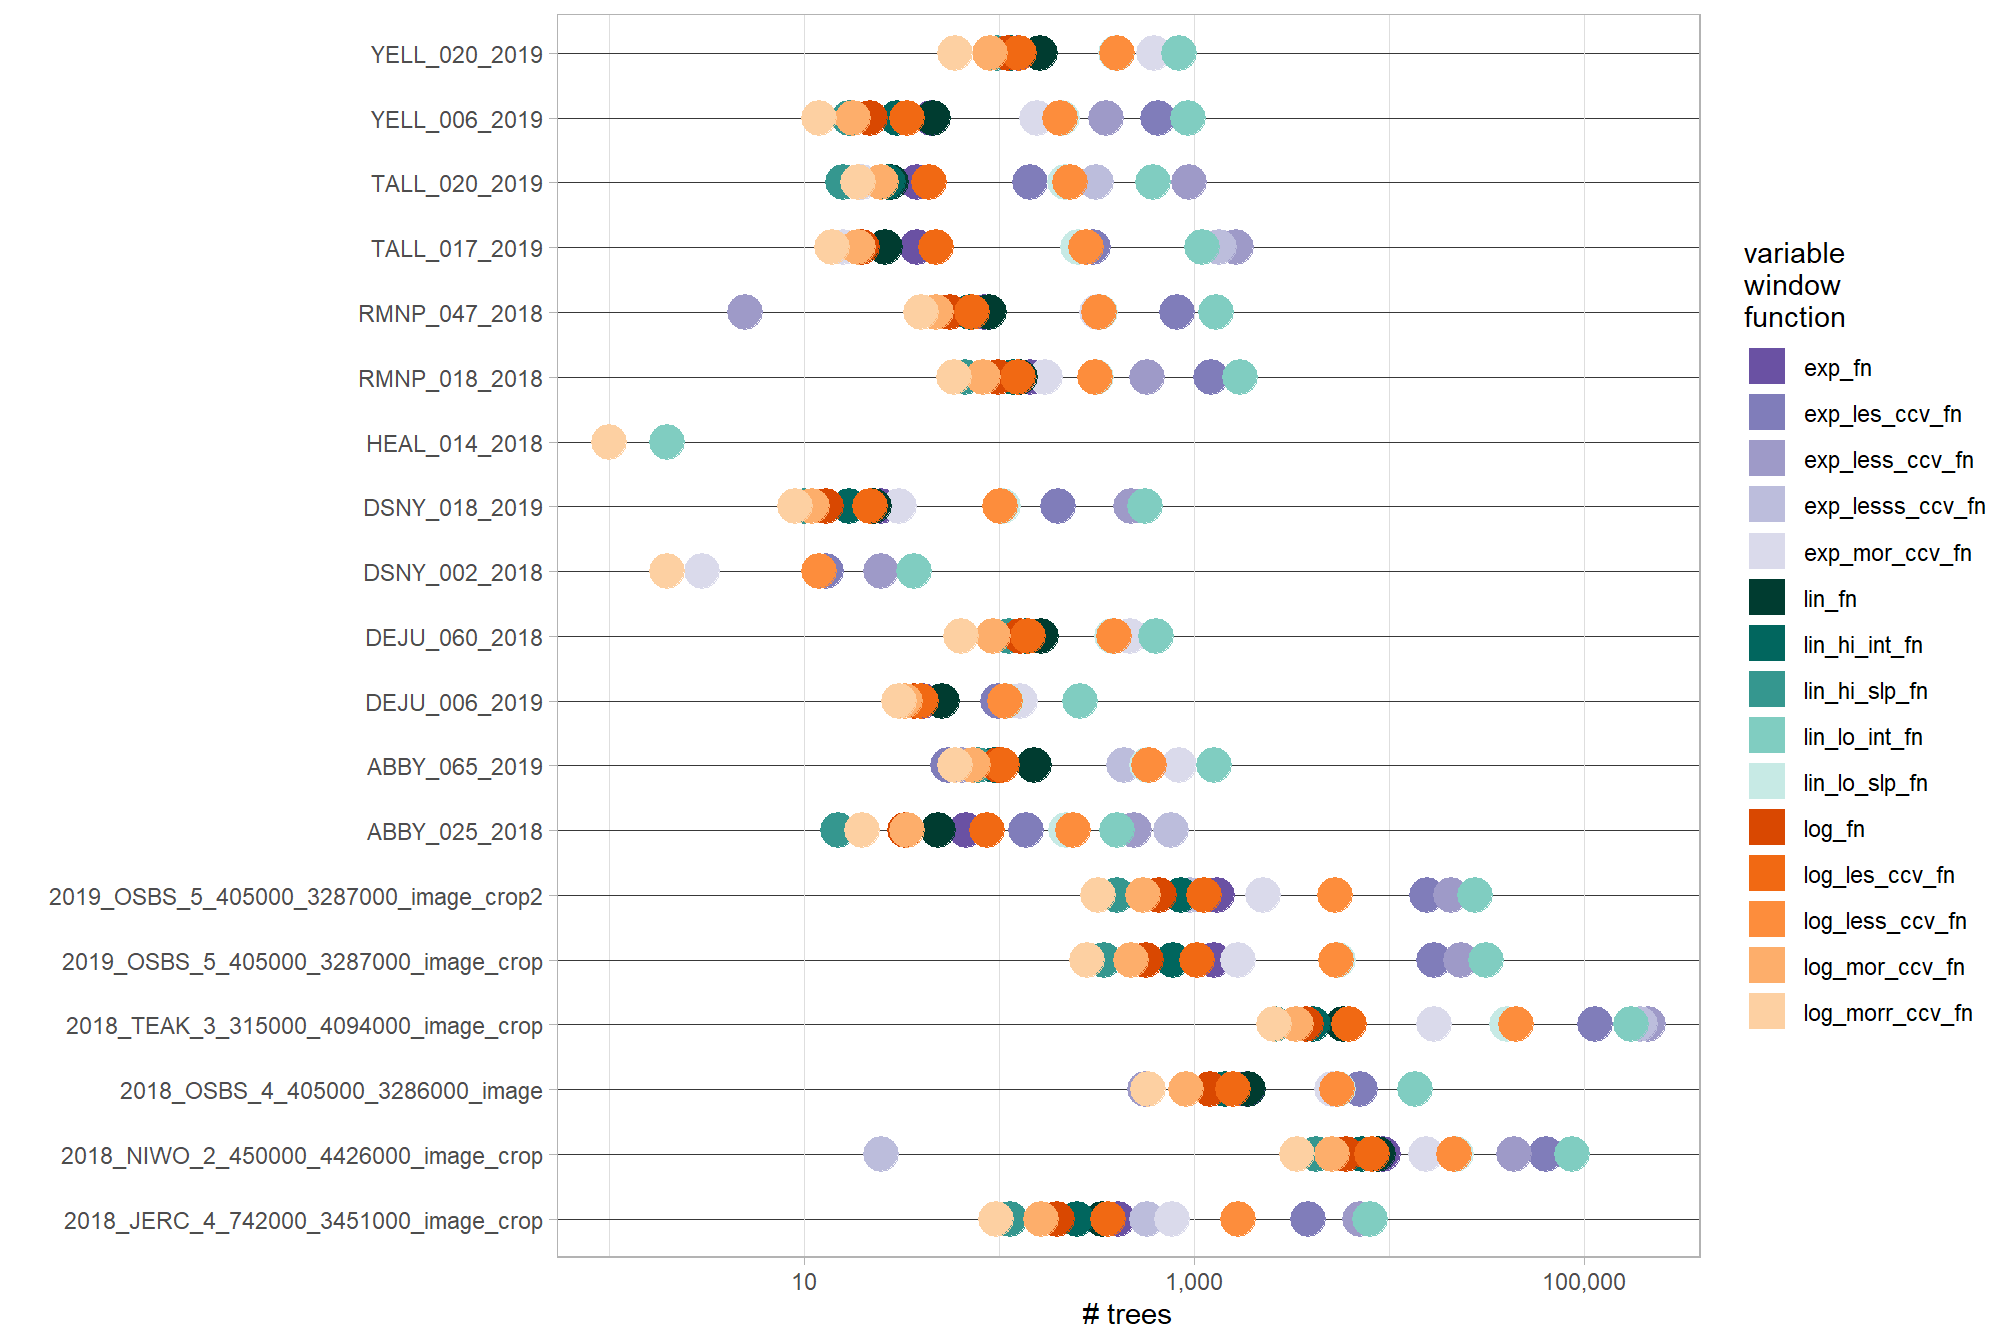 YELL_020_2019
YELL_006_2019
TALL_020_2019
TALL_017_2019
RMNP_047_2018
RMNP_018_2018
HEAL_014_2018
DSNY_018_2019
DSNY_002_2018
DEJU_060_2018
DEJU_006_2019
ABBY_065_2019
ABBY_025_2018
2019_OSBS_5_405000_3287000_image_crop2
2019_OSBS_5_405000_3287000_image_crop
2018_TEAK_3_315000_4094000_image_crop
2018_OSBS_4_405000_3286000_image
2018_NIWO_2_450000_4426000_image_crop
2018_JERC_4_742000_3451000_image_crop
10
1,000
100,000
# trees
variable
window
function
exp_fn
exp_les_ccv_fn
exp_less_ccv_fn
exp_lesss_ccv_fn
exp_mor_ccv_fn
lin_fn
lin_hi_int_fn
lin_hi_slp_fn
lin_lo_int_fn
lin_lo_slp_fn
log_fn
log_les_ccv_fn
log_less_ccv_fn
log_mor_ccv_fn
log_morr_ccv_fn